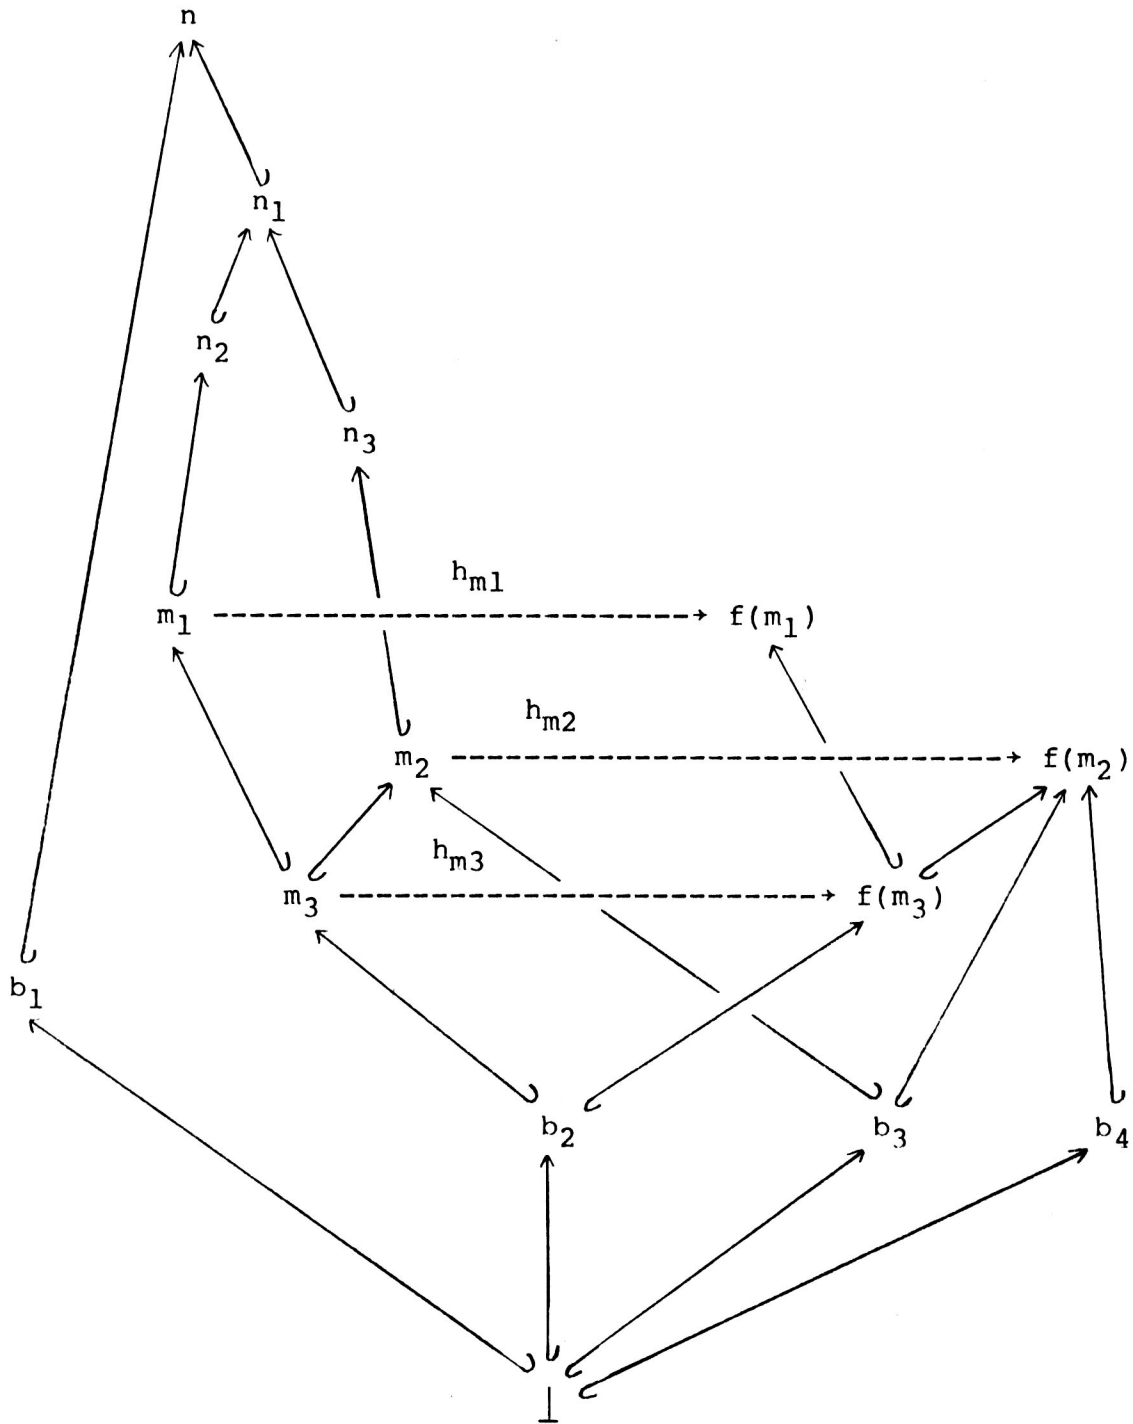 n
n₁
n₂
n₃
hₘ₁
m₁ f(m₁)
hₘ₂
m₂ f(m₂)
hₘ₃
m₃ f(m₃)
b₁
b₂ b₃ b₄
⊥